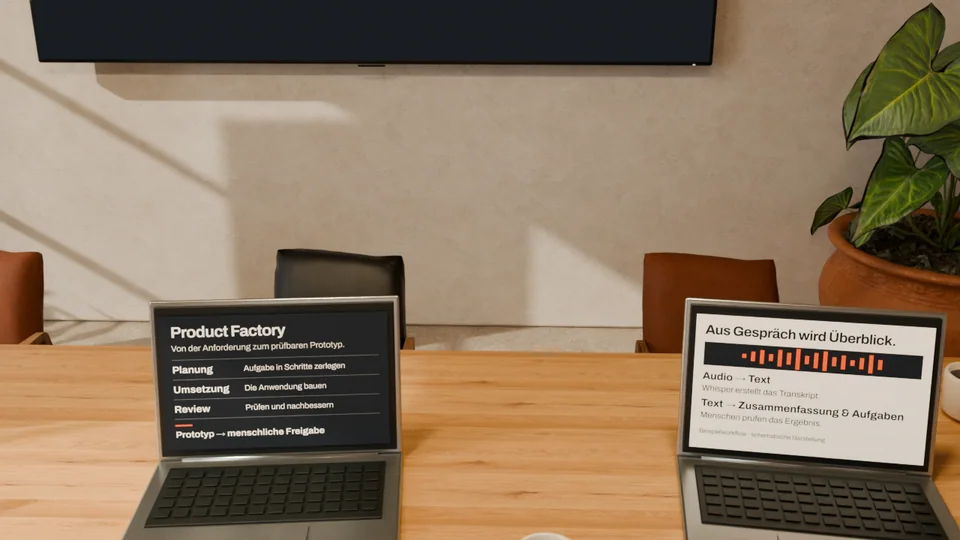 Product Factory
Von der Anforderung zum prüfbaren Prototyp.
Planung Aufgabe in Schritte zerlegen
Umsetzung Die Anwendung bauen
Review Prüfen und nachbessern
Prototyp → menschliche Freigabe
Aus Gespräch wird Überblick.
Audio → Text
Whisper erstellt das Transkript.
Text → Zusammenfassung & Aufgaben
Menschen prüfen das Ergebnis.
Beispielworkflow · schematische Darstellung